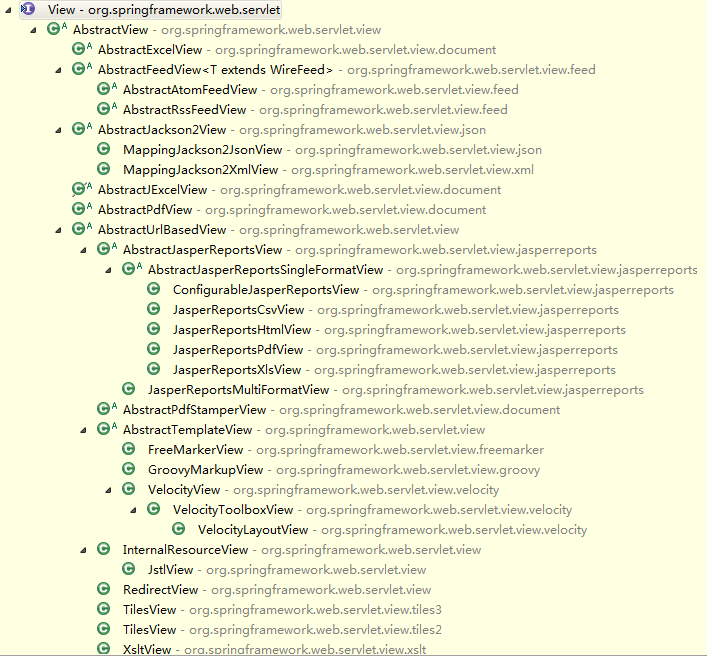 View - org.springframework.web.servlet
AbstractView - org.springframework.web.servlet.view
AbstractExcelView - org.springframework.web.servlet.view.document
AbstractFeedView<T extends WireFeed> - org.springframework.web.servlet.view.feed
AbstractAtomFeedView - org.springframework.web.servlet.view.feed
AbstractRssFeedView - org.springframework.web.servlet.view.feed
AbstractJackson2View - org.springframework.web.servlet.view.json
MappingJackson2JsonView - org.springframework.web.servlet.view.json
MappingJackson2XmlView - org.springframework.web.servlet.view.xml
AbstractJExcelView - org.springframework.web.servlet.view.document
AbstractPdfView - org.springframework.web.servlet.view.document
AbstractUrlBasedView - org.springframework.web.servlet.view
AbstractJasperReportsView - org.springframework.web.servlet.view.jasperreports
AbstractJasperReportsSingleFormatView - org.springframework.web.servlet.view.jasperreports
ConfigurableJasperReportsView - org.springframework.web.servlet.view.jasperreports
JasperReportsCsvView - org.springframework.web.servlet.view.jasperreports
JasperReportsHtmlView - org.springframework.web.servlet.view.jasperreports
JasperReportsPdfView - org.springframework.web.servlet.view.jasperreports
JasperReportsXlsView - org.springframework.web.servlet.view.jasperreports
JasperReportsMultiFormatView - org.springframework.web.servlet.view.jasperreports
AbstractPdfStamperView - org.springframework.web.servlet.view.document
AbstractTemplateView - org.springframework.web.servlet.view
FreeMarkerView - org.springframework.web.servlet.view.freemarker
GroovyMarkupView - org.springframework.web.servlet.view.groovy
VelocityView - org.springframework.web.servlet.view.velocity
VelocityToolboxView - org.springframework.web.servlet.view.velocity
VelocityLayoutView - org.springframework.web.servlet.view.velocity
InternalResourceView - org.springframework.web.servlet.view
JstlView - org.springframework.web.servlet.view
RedirectView - org.springframework.web.servlet.view
TilesView - org.springframework.web.servlet.view.tiles3
TilesView - org.springframework.web.servlet.view.tiles2
XsltView - org.springframework.web.servlet.view.xslt